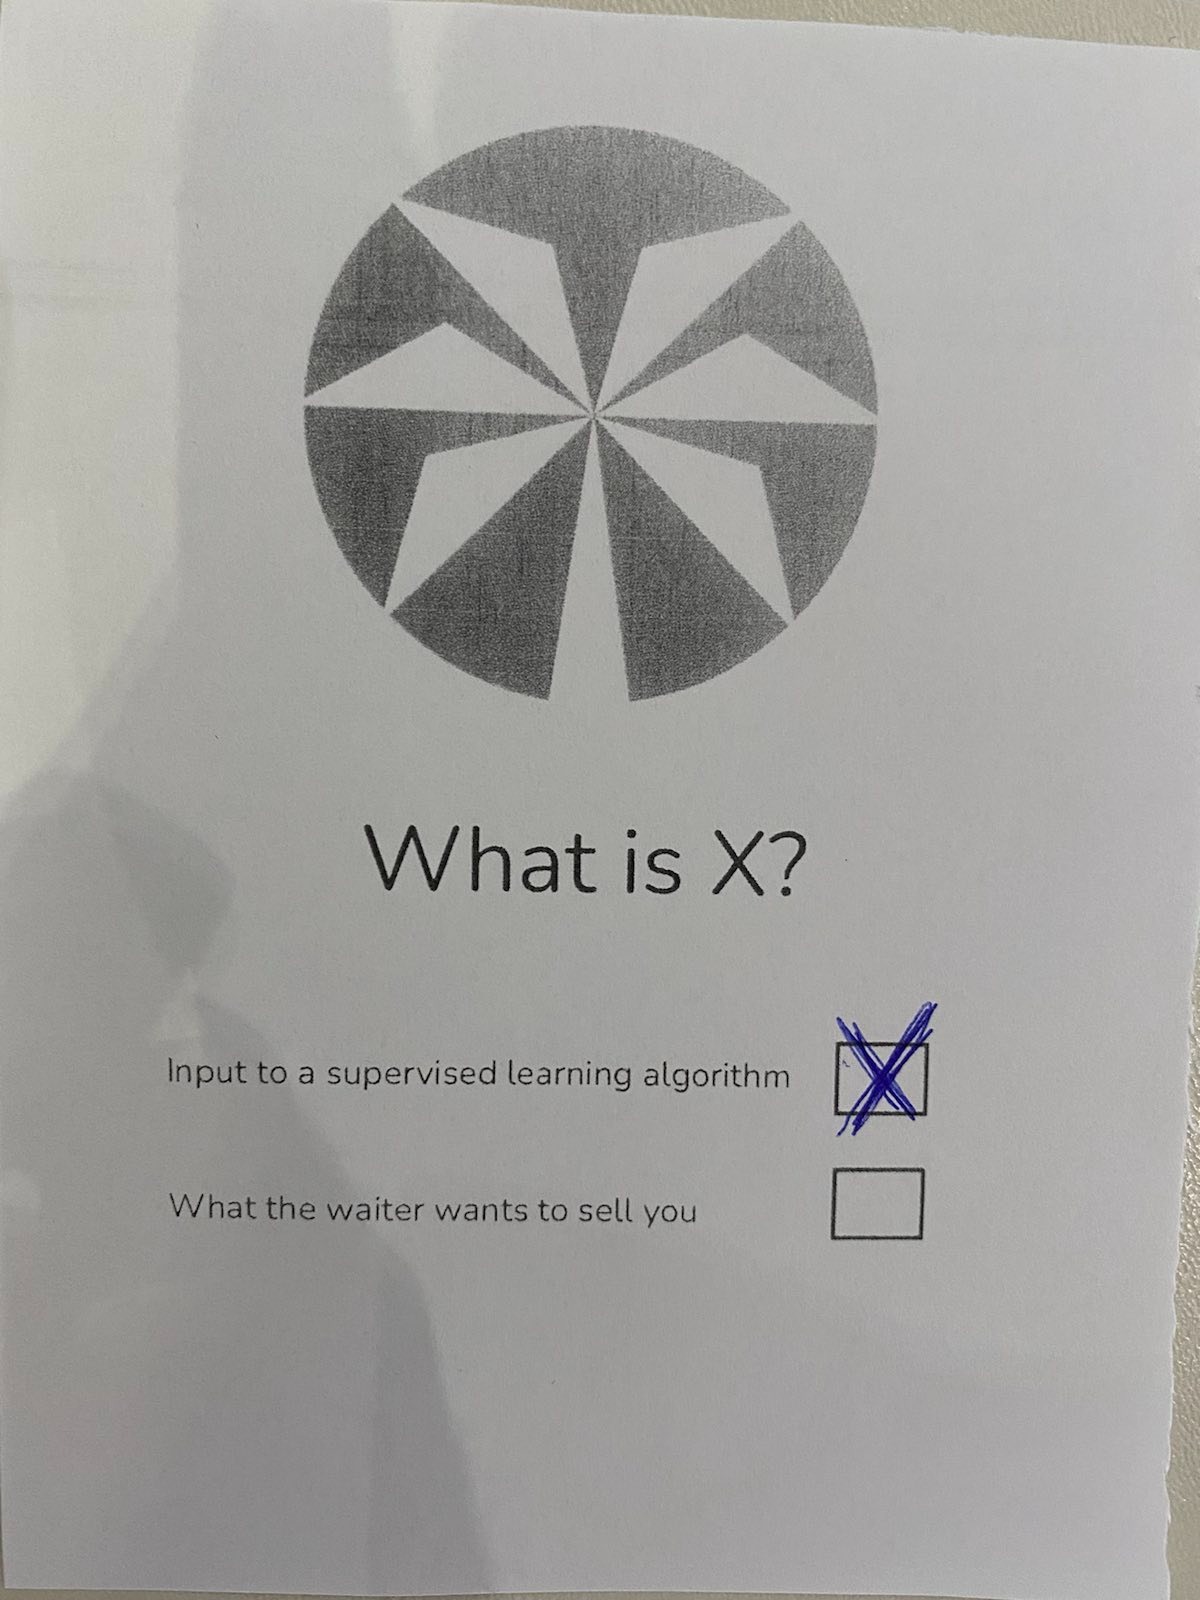 What is X?
Input to a supervised learning algorithm
What the waiter wants to sell you